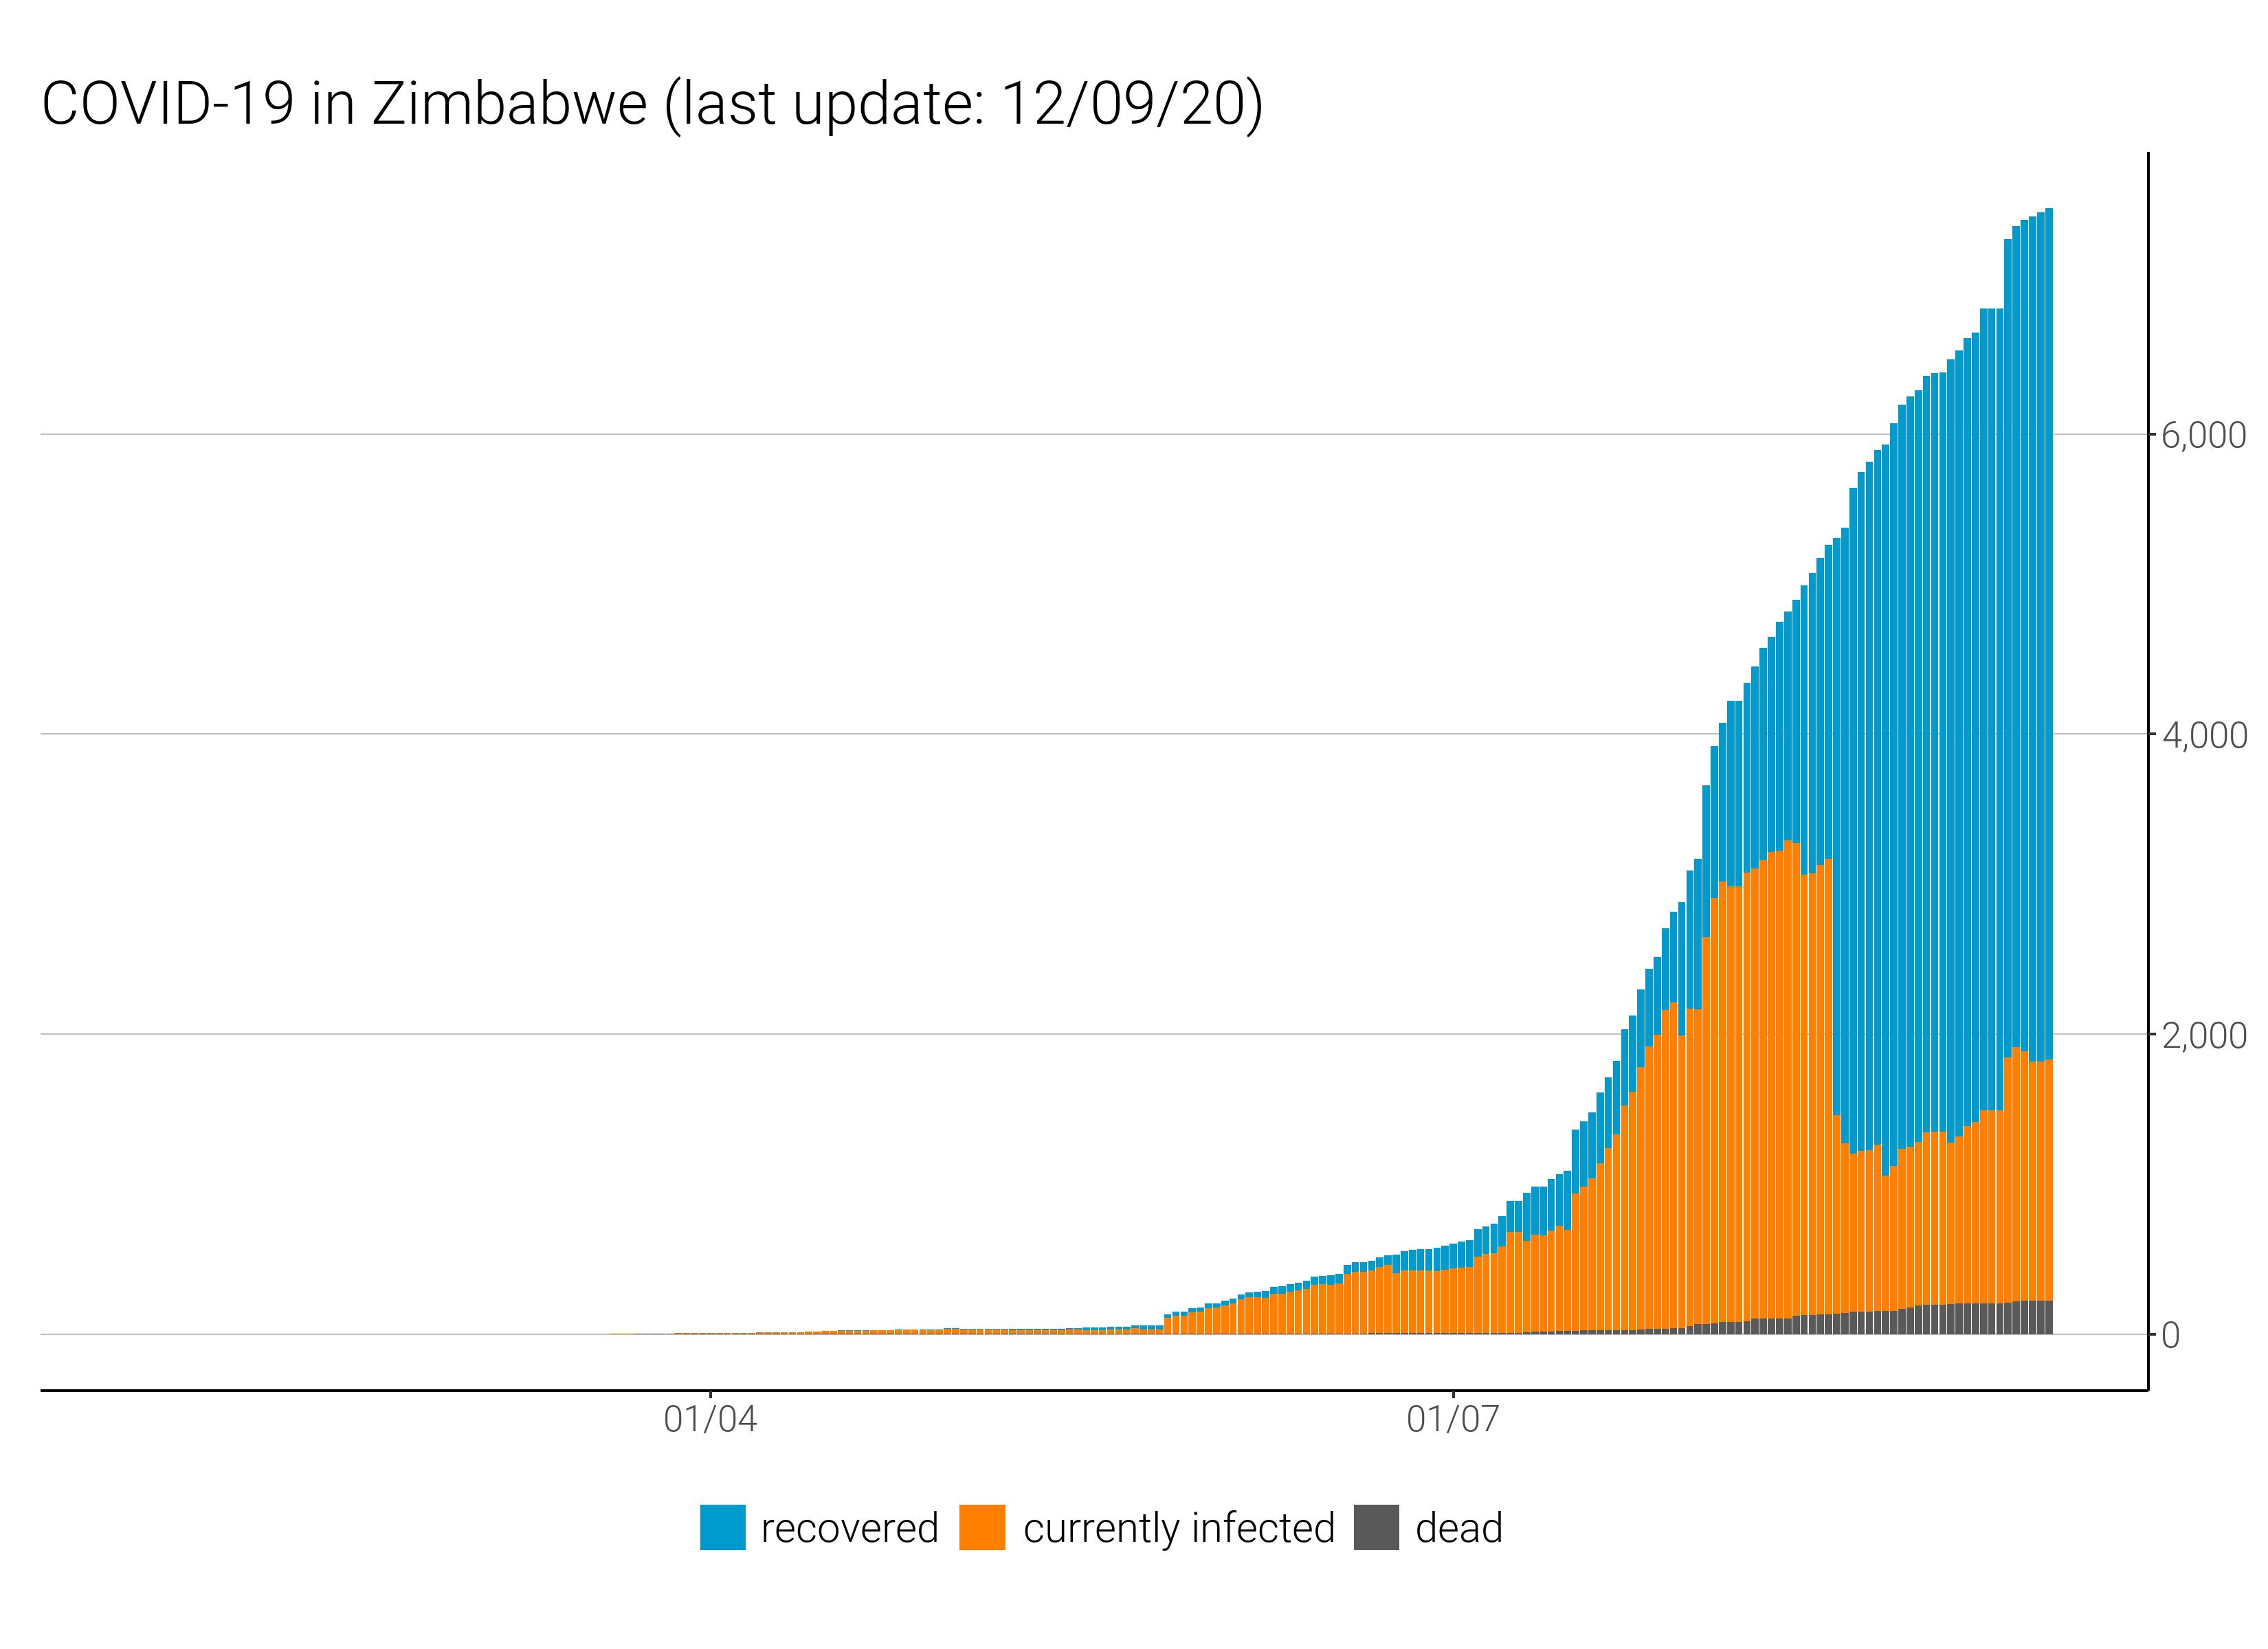 COVID-19 in Zimbabwe (last update: 12/09/20)
6,000
4,000
2,000
0
01/04 01/07
recovered currently infected dead